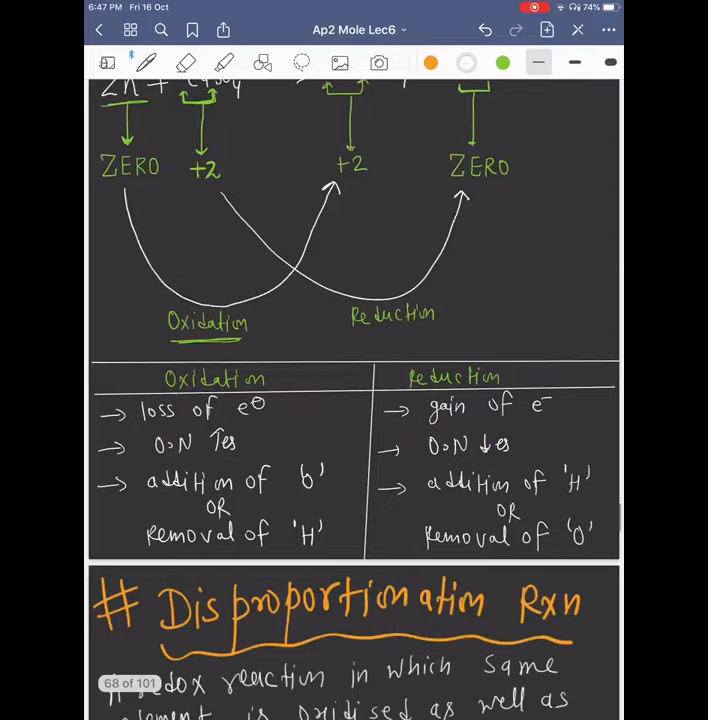 6:47 PM Fri 16 Oct
74%
Ap2 Mole Lec6
Zn +
ZERO +2 +2 ZERO
Oxidation Reduction
Oxidation Reduction
→ loss of e⊖ → gain of e-
→ O.N ↑es → O.N ↓es
→ addition of 'O' → addition of 'H'
OR OR
removal of 'H' removal of 'O'
# Disproportionation Rxn
68 of 101
redox reaction in which same
element is oxidised as well as